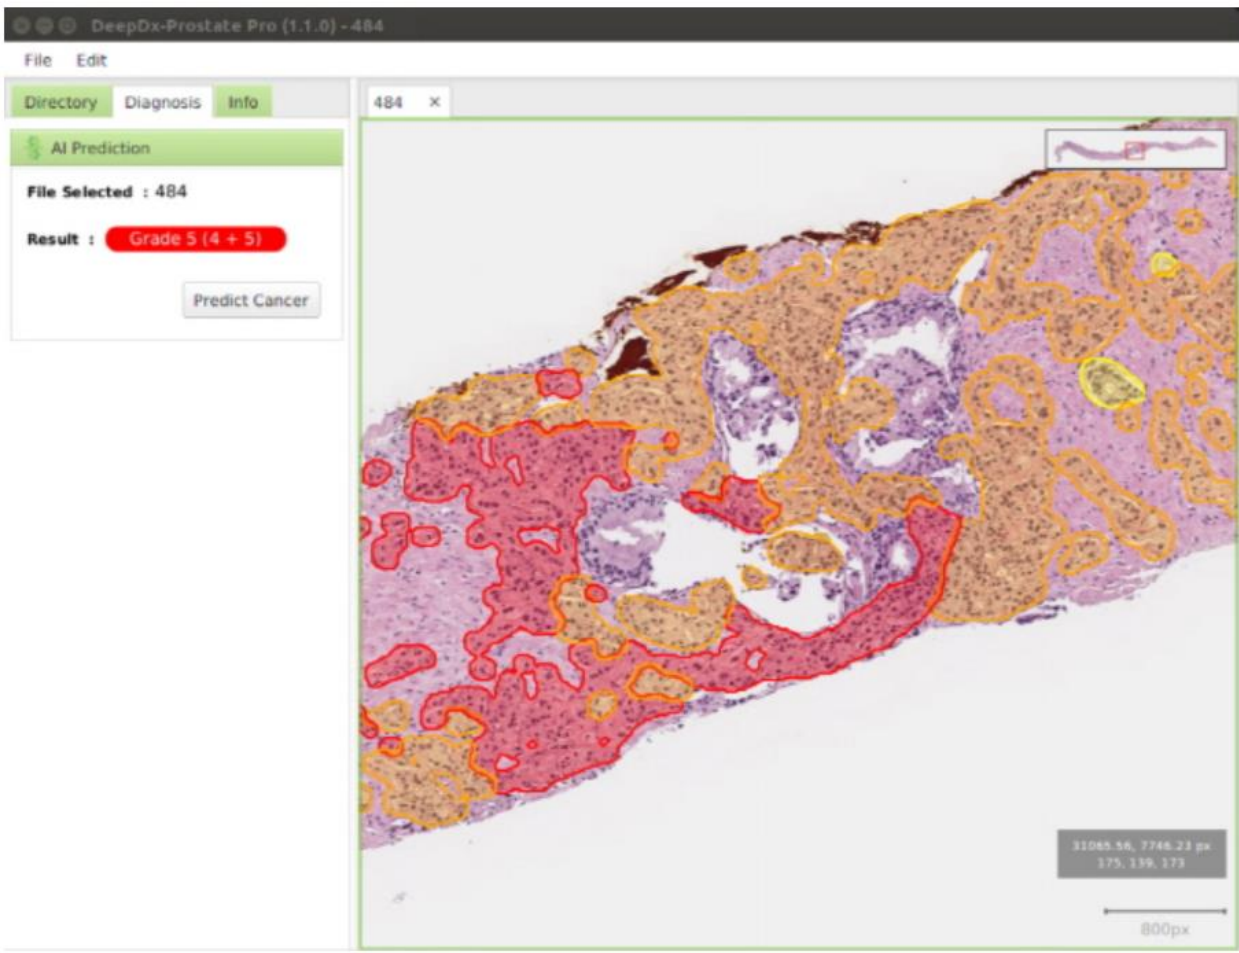 DeepDx-Prostate Pro (1.1.0) - 484
File Edit
Directory Diagnosis Info
484 ×
AI Prediction
File Selected : 484
Result : Grade 5 (4 + 5)
Predict Cancer
31065.56, 7746.23 px
175, 139, 173
800px